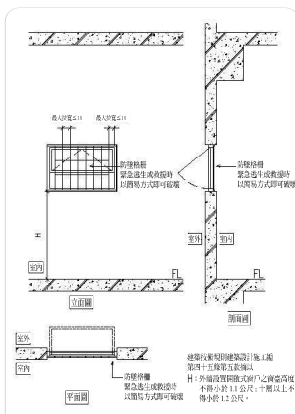 最大淨寬≦10
最大淨寬≦10
防墜格柵
緊急逃生或救援時
以簡易方式即可破壞
防墜格柵
緊急逃生或救援時
以簡易方式即可破壞
H
室內
室外
室內
FL
FL
立面圖
剖面圖
室外
室內
防墜格柵
緊急逃生或救援時
以簡易方式即可破壞
平面圖
建築技術規則建築設計施工編
第四十五條第五款摘以
H:外牆設置開啟式窗戶之窗臺高度
不得小於1.1公尺;十層以上不
得小於1.2公尺。